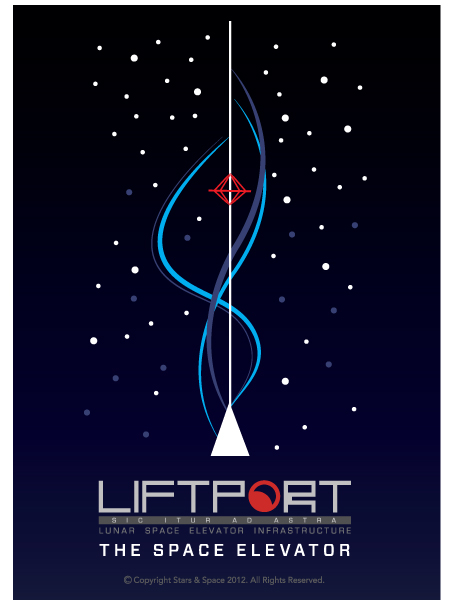 LIFTPORT
SIC ITUR AD ASTRA
LUNAR SPACE ELEVATOR INFRASTRUCTURE
THE SPACE ELEVATOR
© Copyright Stars & Space 2012. All Rights Reserved.